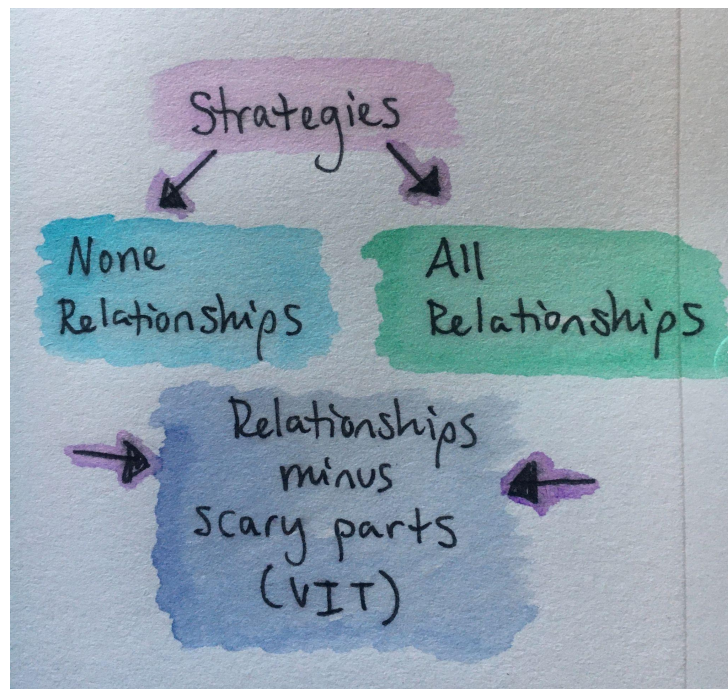 Strategies
None
Relationships
All
Relationships
Relationships
minus
scary parts
(VIT)